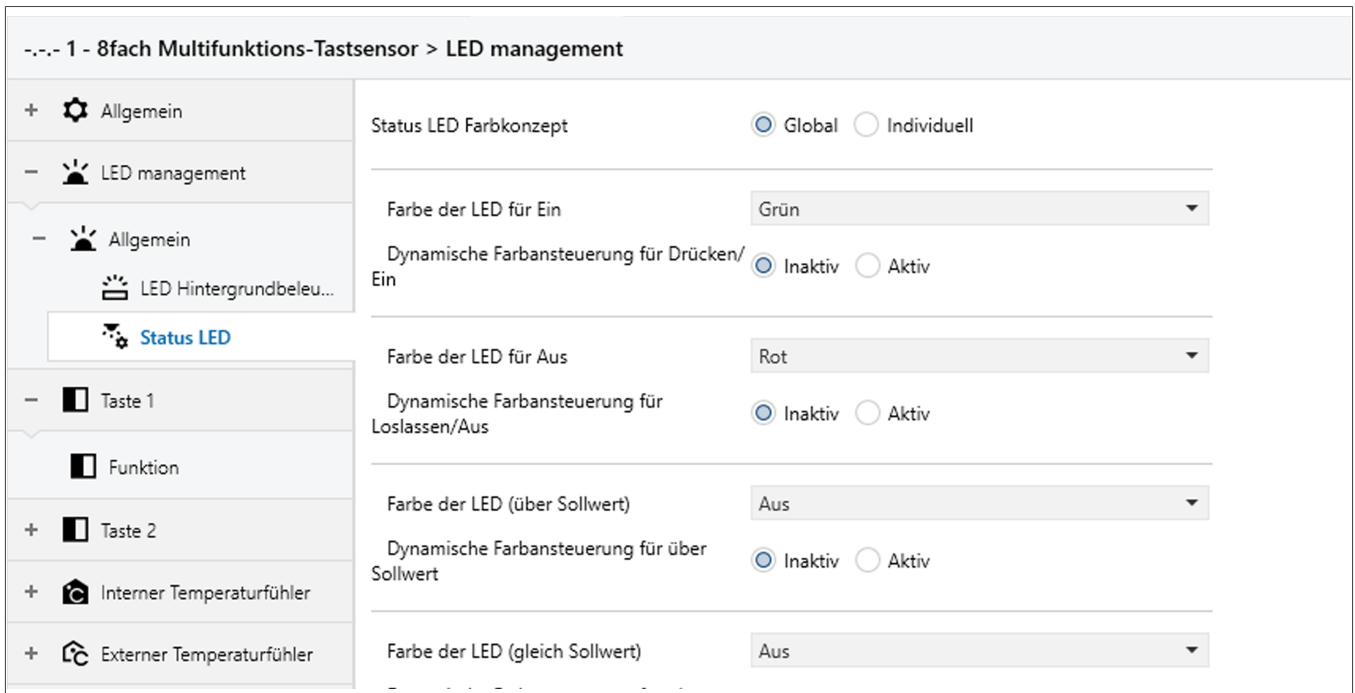 -.-.- 1 - 8fach Multifunktions-Tastsensor > LED management
+ Allgemein
− LED management
− Allgemein
LED Hintergrundbeleu...
Status LED
− Taste 1
Funktion
+ Taste 2
+ Interner Temperaturfühler
+ Externer Temperaturfühler
Status LED Farbkonzept Global Individuell
Farbe der LED für Ein Grün
Dynamische Farbansteuerung für Drücken/
Ein Inaktiv Aktiv
Farbe der LED für Aus Rot
Dynamische Farbansteuerung für
Loslassen/Aus Inaktiv Aktiv
Farbe der LED (über Sollwert) Aus
Dynamische Farbansteuerung für über
Sollwert Inaktiv Aktiv
Farbe der LED (gleich Sollwert) Aus